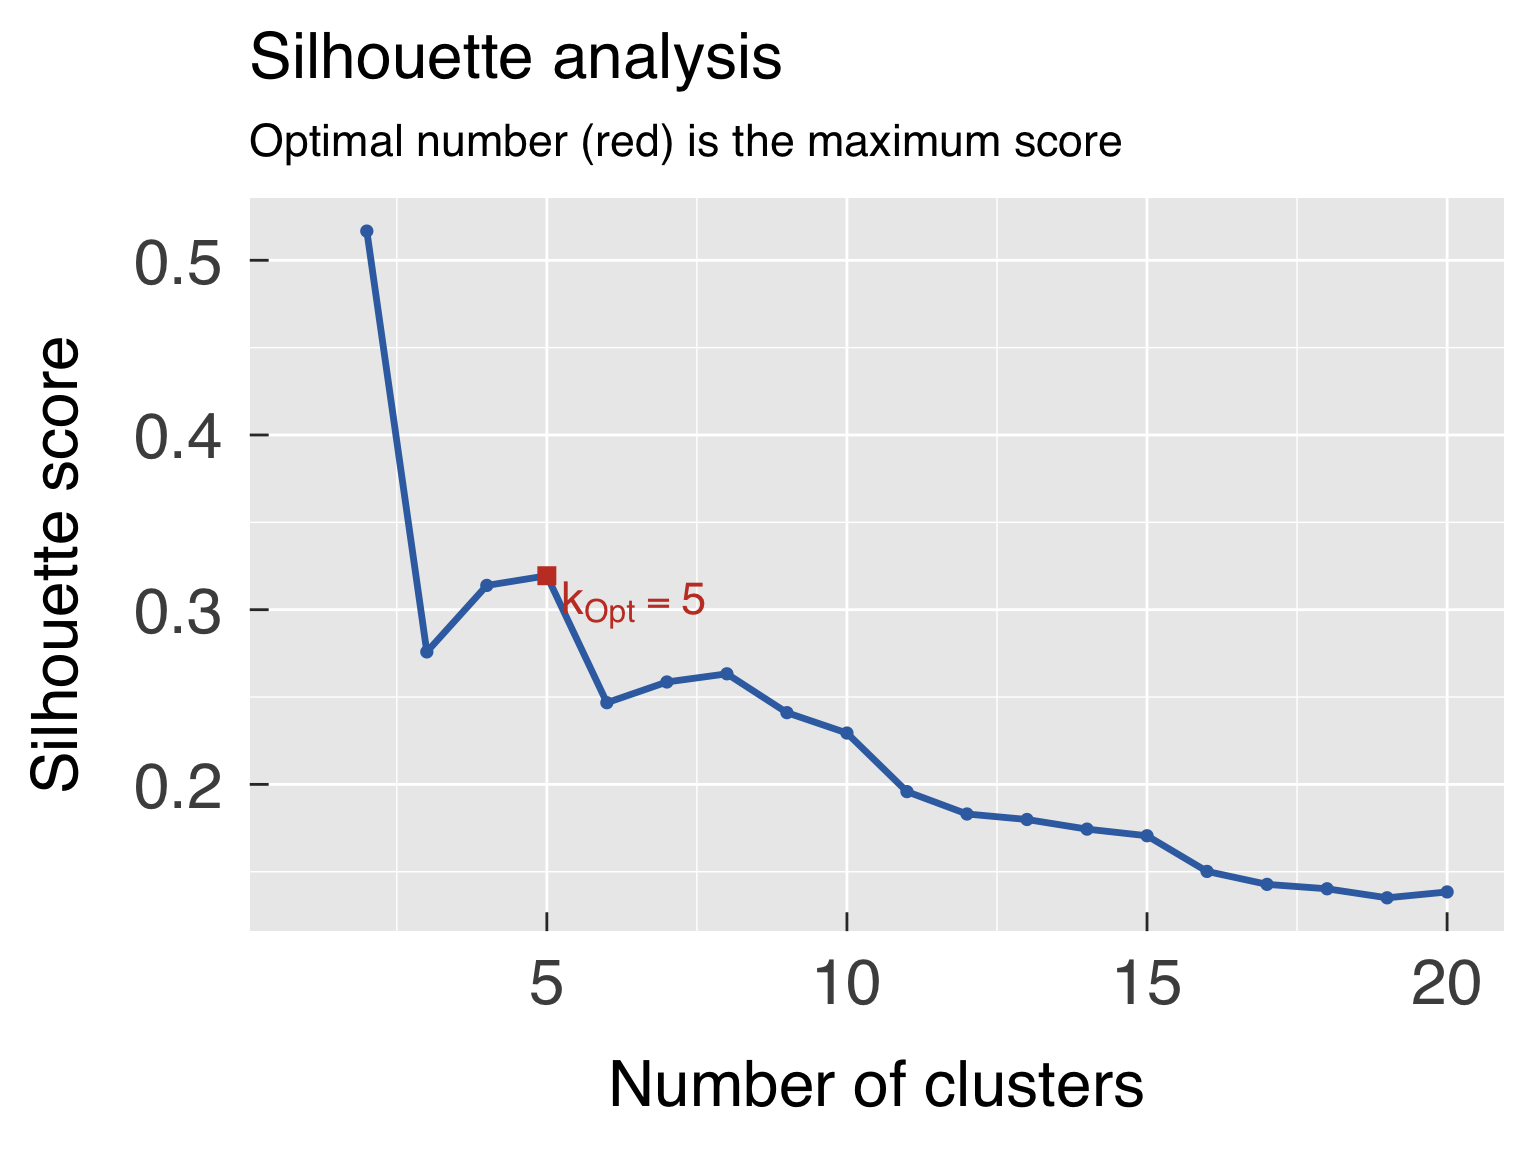 Silhouette analysis
Optimal number (red) is the maximum score
Silhouette score
0.5
0.4
0.3
0.2
kOpt = 5
5 10 15 20
Number of clusters